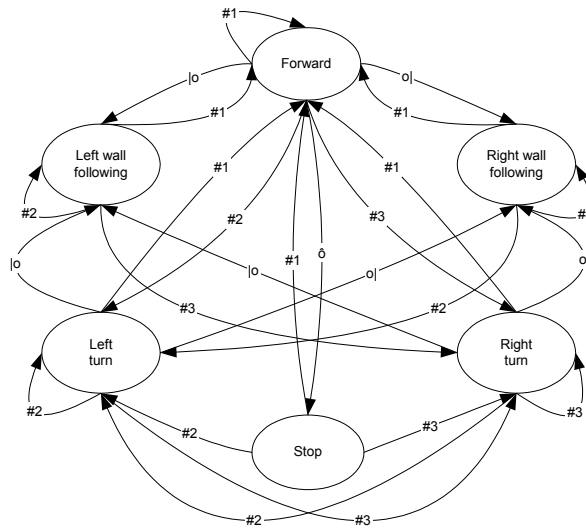 #1
Forward
|o
o|
#1
#1
Left wall
following
Right wall
following
#1
#1
#2
#2
#3
#
|o
#1
ô
|o
o|
o
#3
#2
Left
turn
Right
turn
#2
#2
Stop
#3
#3
#2
#3